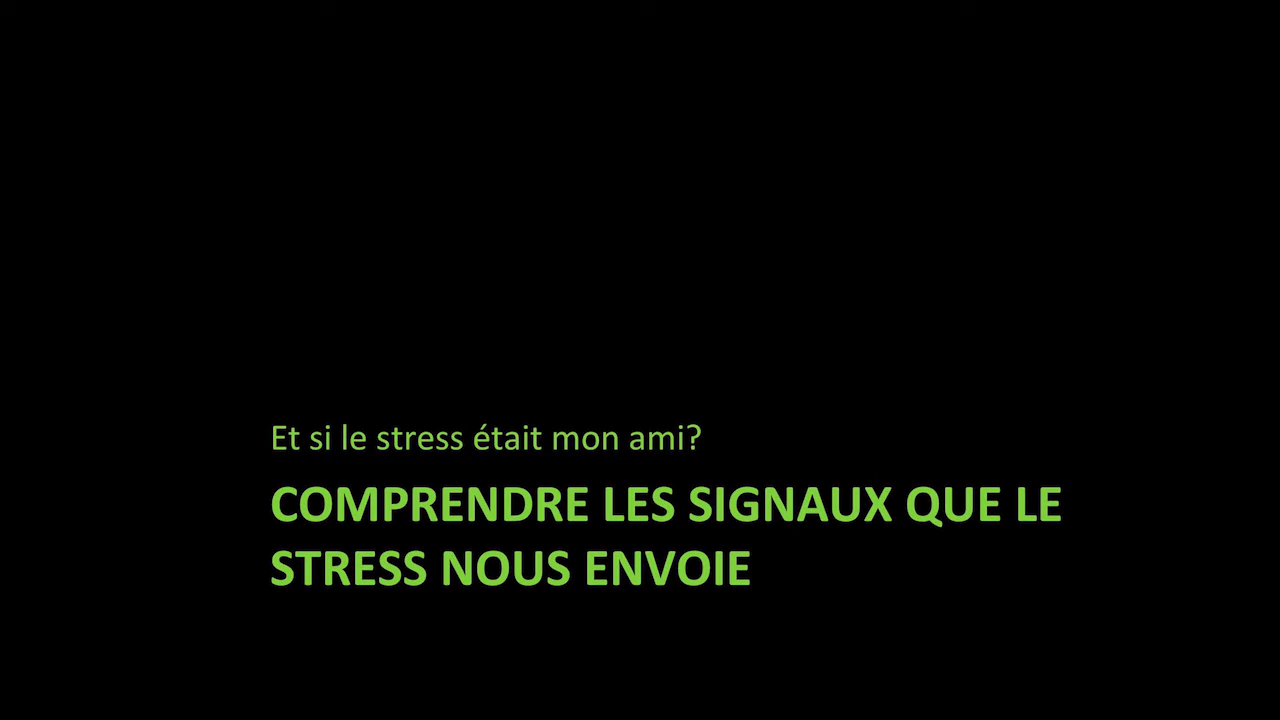 Et si le stress était mon ami?
COMPRENDRE LES SIGNAUX QUE LE
STRESS NOUS ENVOIE